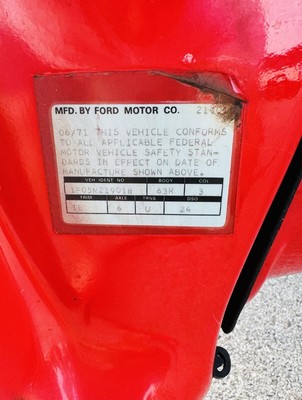 MFD. BY FORD MOTOR CO.
06/71 THIS VEHICLE CONFORMS
TO ALL APPLICABLE FEDERAL
MOTOR VEHICLE SAFETY STAN-
DARDS IN EFFECT ON DATE OF
MANUFACTURE SHOWN ABOVE.
VEH IDENT NO BODY COL
63R 3
TRIM AXLE TRNS DSO
6 U 24